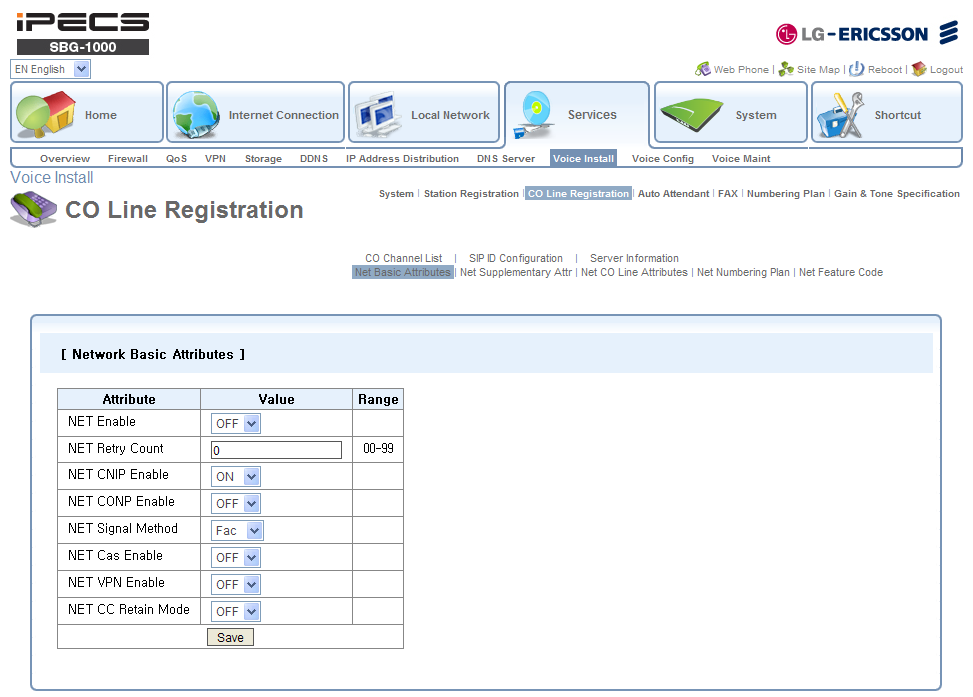 iPECS
SBG-1000
LG-ERICSSON
EN English
Web Phone | Site Map | Reboot | Logout
Home Internet Connection Local Network Services System Shortcut
Overview Firewall QoS VPN Storage DDNS IP Address Distribution DNS Server Voice Install Voice Config Voice Maint
Voice Install
System | Station Registration | CO Line Registration | Auto Attendant | FAX | Numbering Plan | Gain & Tone Specification
CO Line Registration
CO Channel List | SIP ID Configuration | Server Information
Net Basic Attributes | Net Supplementary Attr | Net CO Line Attributes | Net Numbering Plan | Net Feature Code
[ Network Basic Attributes ]
Attribute Value Range
NET Enable OFF
NET Retry Count 0 00-99
NET CNIP Enable ON
NET CONP Enable OFF
NET Signal Method Fac
NET Cas Enable OFF
NET VPN Enable OFF
NET CC Retain Mode OFF
Save